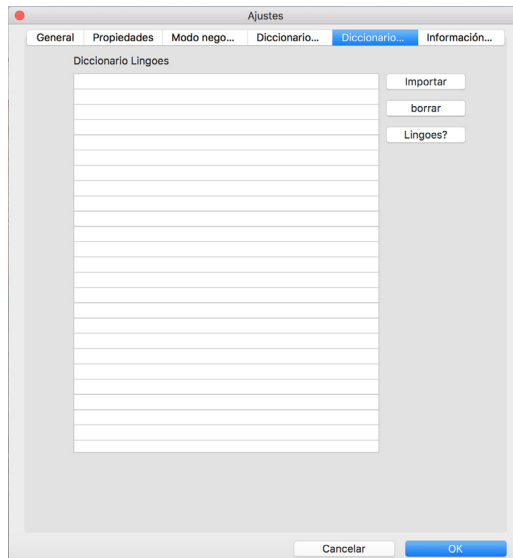 Ajustes
General Propiedades Modo nego... Diccionario... Diccionario... Información...
Diccionario Lingoes
Importar
borrar
Lingoes?
Cancelar OK